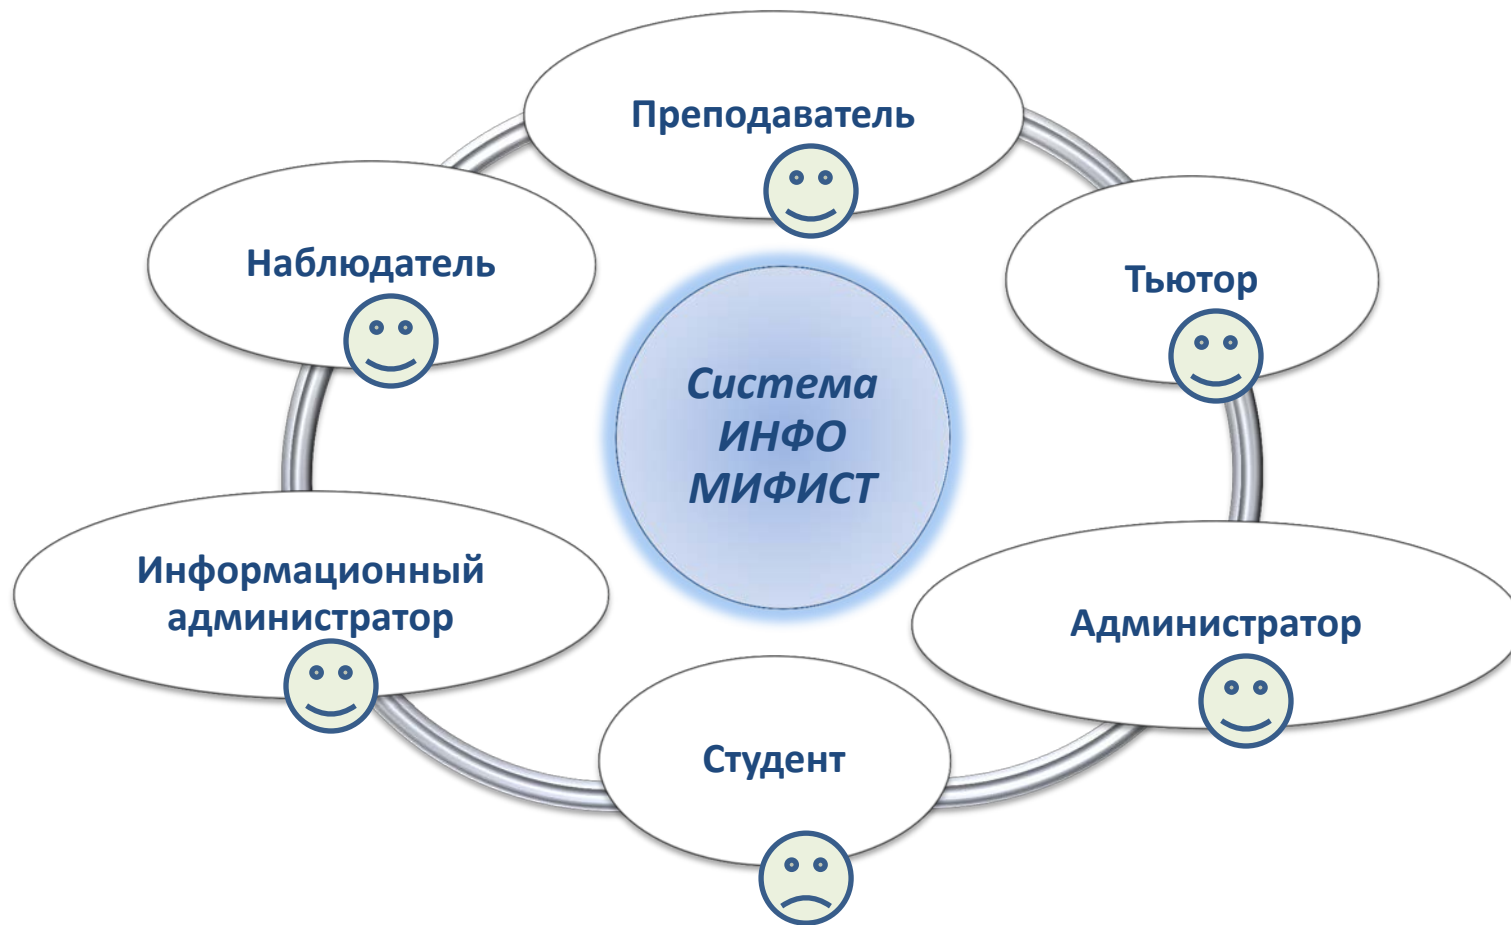 Преподаватель
Наблюдатель
Тьютор
Система
ИНФО
МИФИСТ
Информационный
администратор
Администратор
Студент